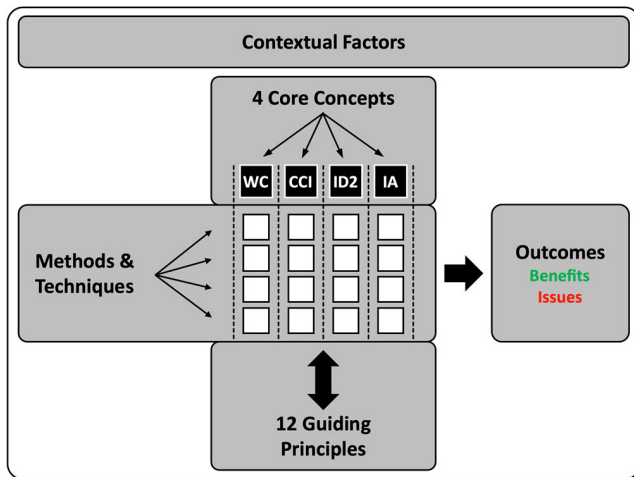 Contextual Factors
4 Core Concepts
WC CCI ID2 IA
Methods &
Techniques
Outcomes
Benefits
Issues
12 Guiding
Principles